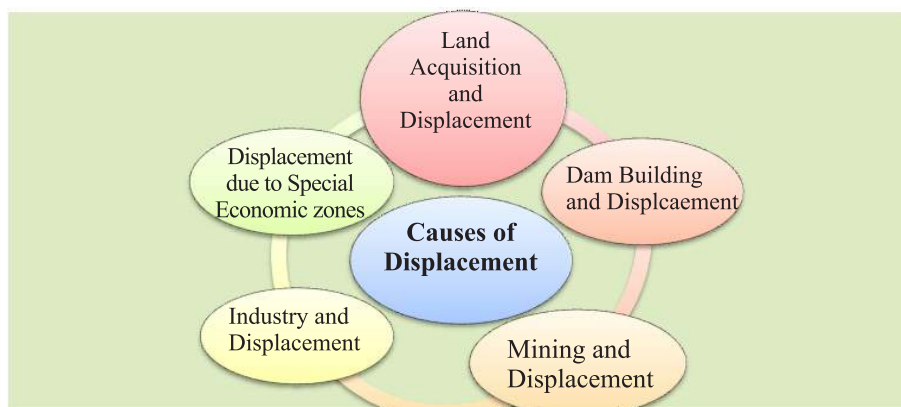 Land
Acquisition
and
Displacement
Dam Building
and Displcaement
Mining and
Displacement
Industry and
Displacement
Displacement
due to Special
Economic zones
Causes of
Displacement